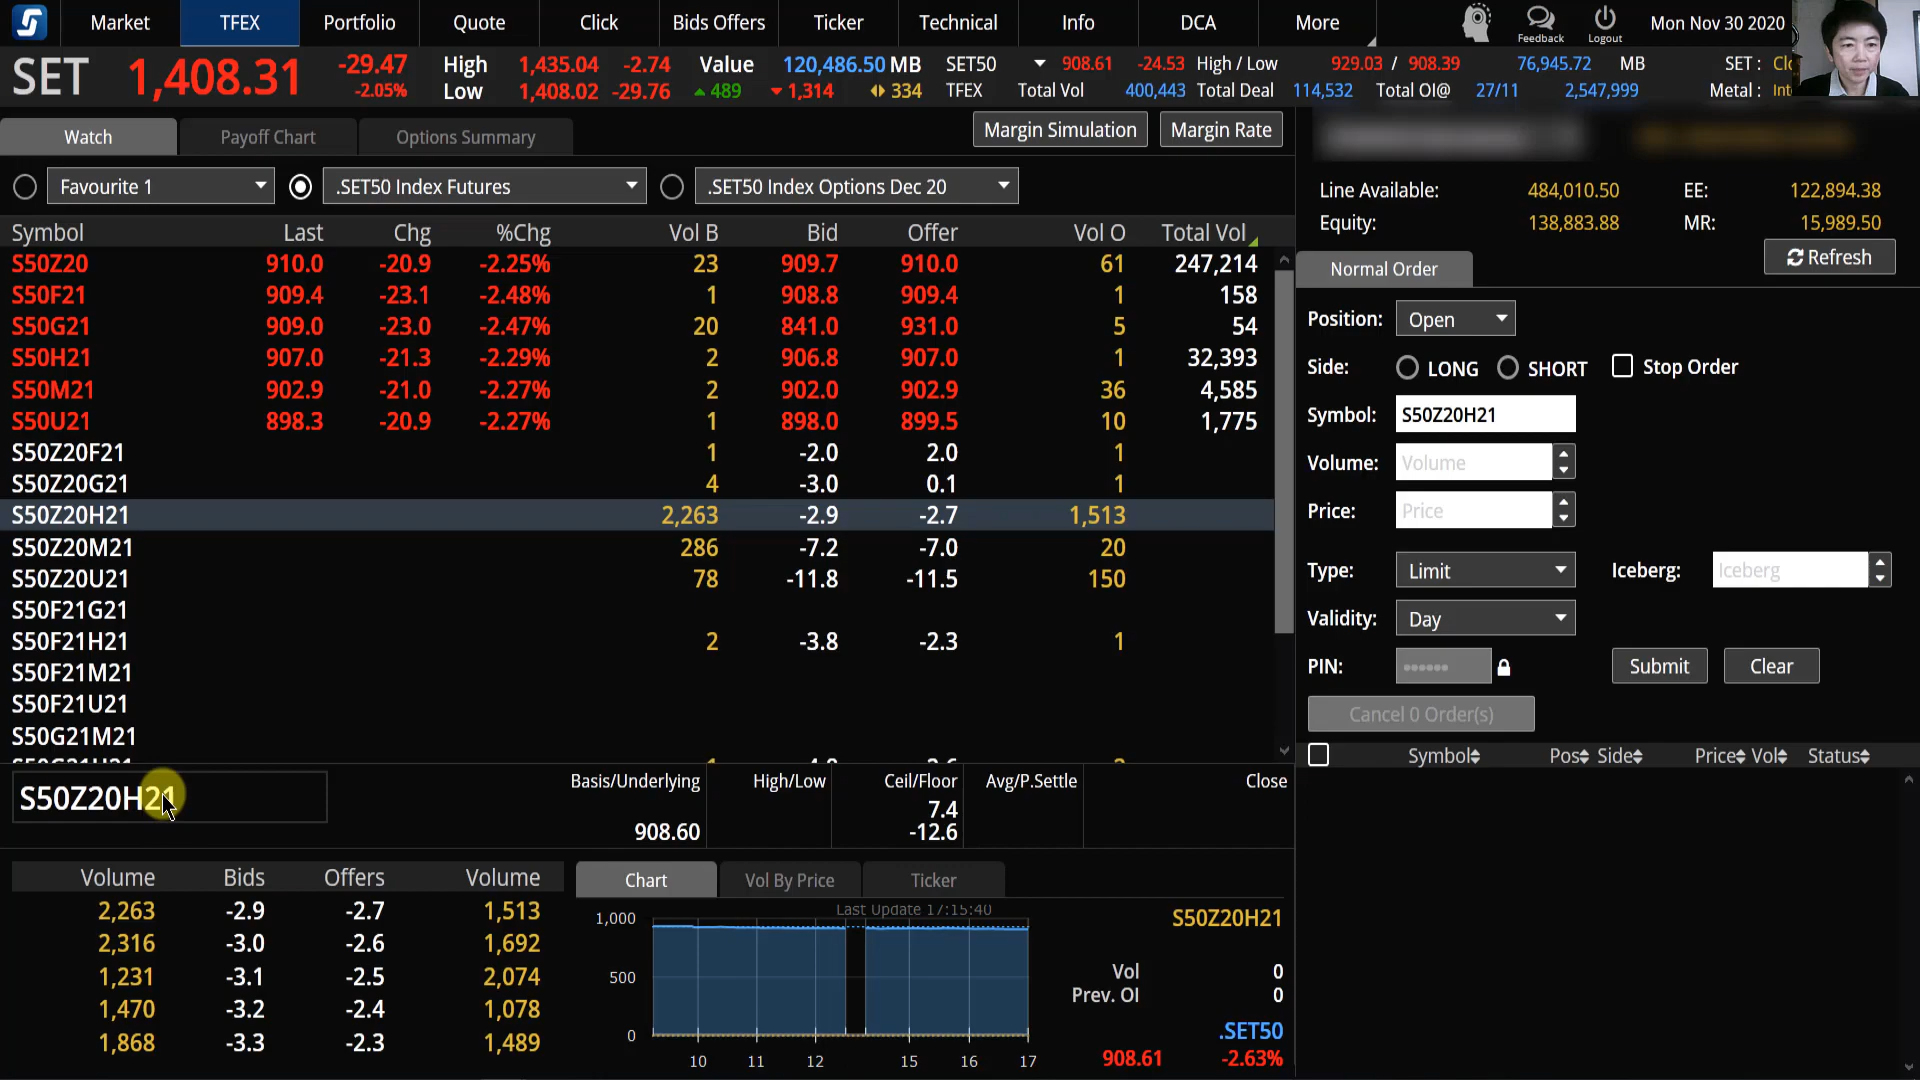 Market TFEX Portfolio Quote Click Bids Offers Ticker Technical Info DCA More Feedback Logout Mon Nov 30 2020
SET 1,408.31 -29.47 -2.05%
High 1,435.04 -2.74 Value 120,486.50 MB SET50 908.61 -24.53 High / Low 929.03 / 908.39 76,945.72 MB SET :
Low 1,408.02 -29.76 489 1,314 334 TFEX Total Vol 400,443 Total Deal 114,532 Total OI@ 27/11 2,547,999 Metal :
Watch Payoff Chart Options Summary Margin Simulation Margin Rate
Favourite 1 .SET50 Index Futures .SET50 Index Options Dec 20
Symbol Last Chg %Chg Vol B Bid Offer Vol O Total Vol
S50Z20 910.0 -20.9 -2.25% 23 909.7 910.0 61 247,214
S50F21 909.4 -23.1 -2.48% 1 908.8 909.4 1 158
S50G21 909.0 -23.0 -2.47% 20 841.0 931.0 5 54
S50H21 907.0 -21.3 -2.29% 2 906.8 907.0 1 32,393
S50M21 902.9 -21.0 -2.27% 2 902.0 902.9 36 4,585
S50U21 898.3 -20.9 -2.27% 1 898.0 899.5 10 1,775
S50Z20F21 1 -2.0 2.0 1
S50Z20G21 4 -3.0 0.1 1
S50Z20H21 2,263 -2.9 -2.7 1,513
S50Z20M21 286 -7.2 -7.0 20
S50Z20U21 78 -11.8 -11.5 150
S50F21G21
S50F21H21 2 -3.8 -2.3 1
S50F21M21
S50F21U21
S50G21M21
S50Z20H21
Basis/Underlying High/Low Ceil/Floor Avg/P.Settle Close
7.4
908.60 -12.6
Volume Bids Offers Volume
2,263 -2.9 -2.7 1,513
2,316 -3.0 -2.6 1,692
1,231 -3.1 -2.5 2,074
1,470 -3.2 -2.4 1,078
1,868 -3.3 -2.3 1,489
Chart Vol By Price Ticker
Last Update 17:15:40
1,000
500
0
10 11 12 15 16 17
S50Z20H21
Vol 0
Prev. OI 0
.SET50
908.61 -2.63%
Line Available: 484,010.50 EE: 122,894.38
Equity: 138,883.88 MR: 15,989.50
Normal Order Refresh
Position: Open
Side: LONG SHORT Stop Order
Symbol: S50Z20H21
Volume: Volume
Price: Price
Type: Limit Iceberg: Iceberg
Validity: Day
PIN: Submit Clear
Cancel 0 Order(s)
Symbol Pos Side Price Vol Status